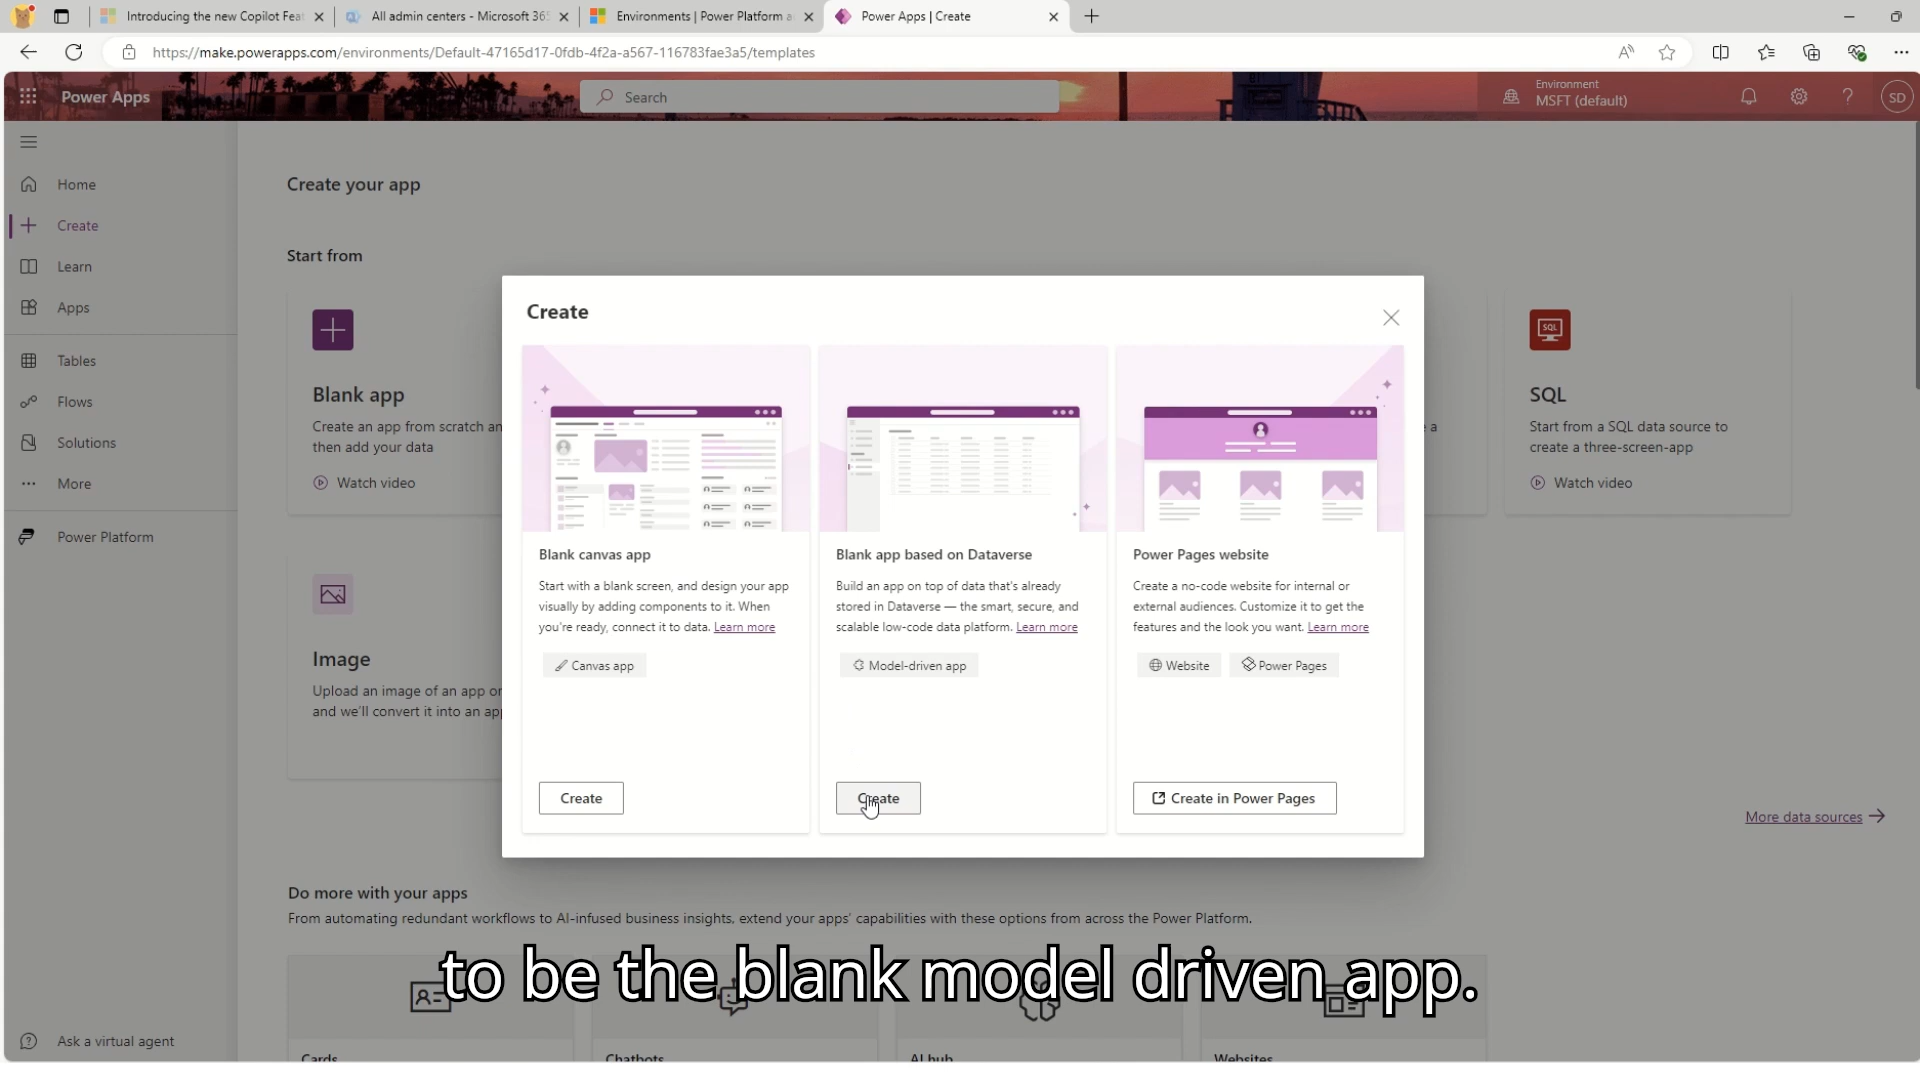 Introducing the new Copilot Fea
All admin centers - Microsoft 365
Environments | Power Platform a
Power Apps | Create
https://make.powerapps.com/environments/Default-47165d17-0fdb-4f2a-a567-116783fae3a5/templates
Power Apps
Search
Environment
MSFT (default)
SD
Home
Create
Learn
Apps
Tables
Flows
Solutions
More
Power Platform
Ask a virtual agent
Create your app
Start from
Blank app
Create an app from scratch an
then add your data
Watch video
e a
SQL
SQL
Start from a SQL data source to
create a three-screen-app
Watch video
Image
Upload an image of an app or
and we'll convert it into an app
Create
Blank canvas app
Start with a blank screen, and design your app
visually by adding components to it. When
you're ready, connect it to data. Learn more
Canvas app
Create
Blank app based on Dataverse
Build an app on top of data that's already
stored in Dataverse — the smart, secure, and
scalable low-code data platform. Learn more
Model-driven app
Create
Power Pages website
Create a no-code website for internal or
external audiences. Customize it to get the
features and the look you want. Learn more
Website
Power Pages
Create in Power Pages
More data sources
Do more with your apps
From automating redundant workflows to AI-infused business insights, extend your apps' capabilities with these options from across the Power Platform.
to be the blank model driven app.
Cards
Chatbots
AI hub
Websites